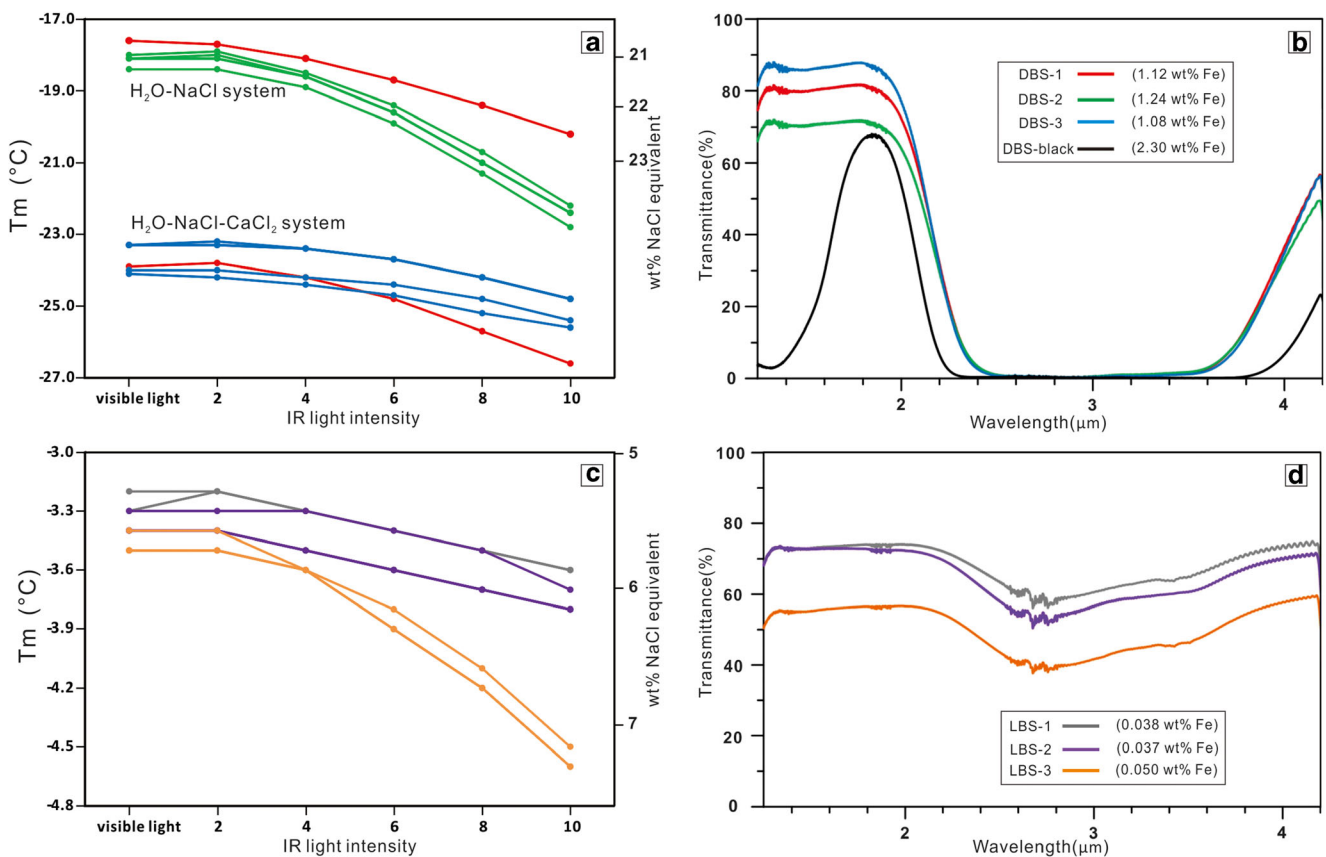 a
-17.0
-19.0
-21.0
-23.0
-25.0
-27.0
Tm (°C)
H₂O-NaCl system
H₂O-NaCl-CaCl₂ system
21
22
23
wt% NaCl equivalent
visible light 2 4 6 8 10
IR light intensity
b
100
80
60
40
20
0
Transmittance(%)
DBS-1 (1.12 wt% Fe)
DBS-2 (1.24 wt% Fe)
DBS-3 (1.08 wt% Fe)
DBS-black (2.30 wt% Fe)
2 3 4
Wavelength(μm)
c
-3.0
-3.3
-3.6
-3.9
-4.2
-4.5
-4.8
Tm (°C)
5
6
7
wt% NaCl equivalent
visible light 2 4 6 8 10
IR light intensity
d
100
80
60
40
20
0
Transmittance(%)
LBS-1 (0.038 wt% Fe)
LBS-2 (0.037 wt% Fe)
LBS-3 (0.050 wt% Fe)
2 3 4
Wavelength(μm)